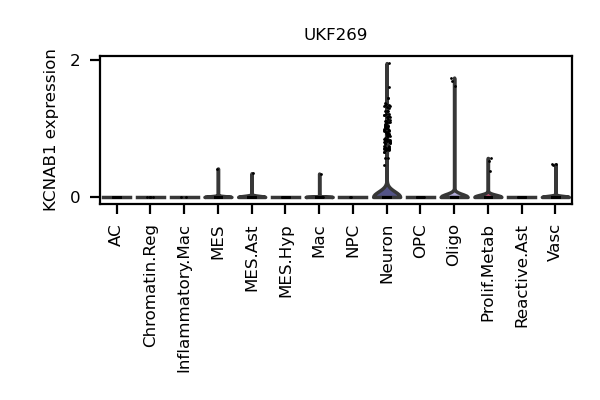 UKF269
KCNAB1 expression
2
0
AC
Chromatin.Reg
Inflammatory.Mac
MES
MES.Ast
MES.Hyp
Mac
NPC
Neuron
OPC
Oligo
Prolif.Metab
Reactive.Ast
Vasc